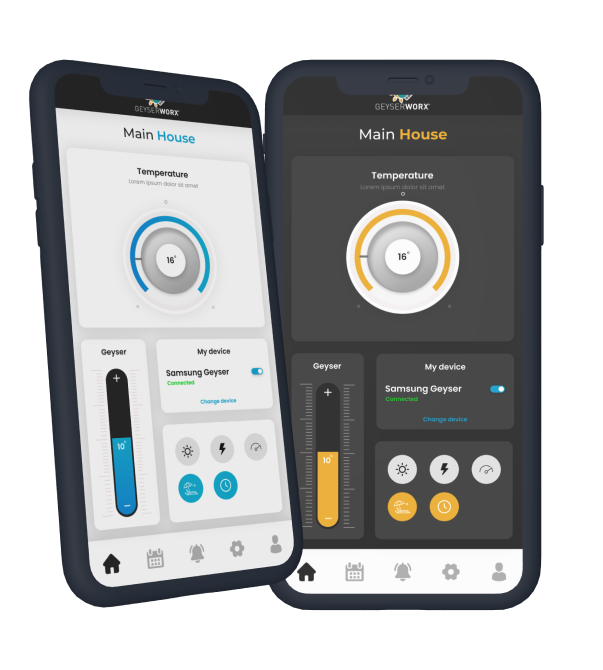 GEYSERWORX
Main House
Temperature
Lorem ipsum dolor sit amet
16°
Geyser
+
10°
−
My device
Samsung Geyser
Connected
Change device
GEYSERWORX
Main House
Temperature
Lorem ipsum dolor sit amet
16°
Geyser
+
10°
−
My device
Samsung Geyser
Connected
Change device